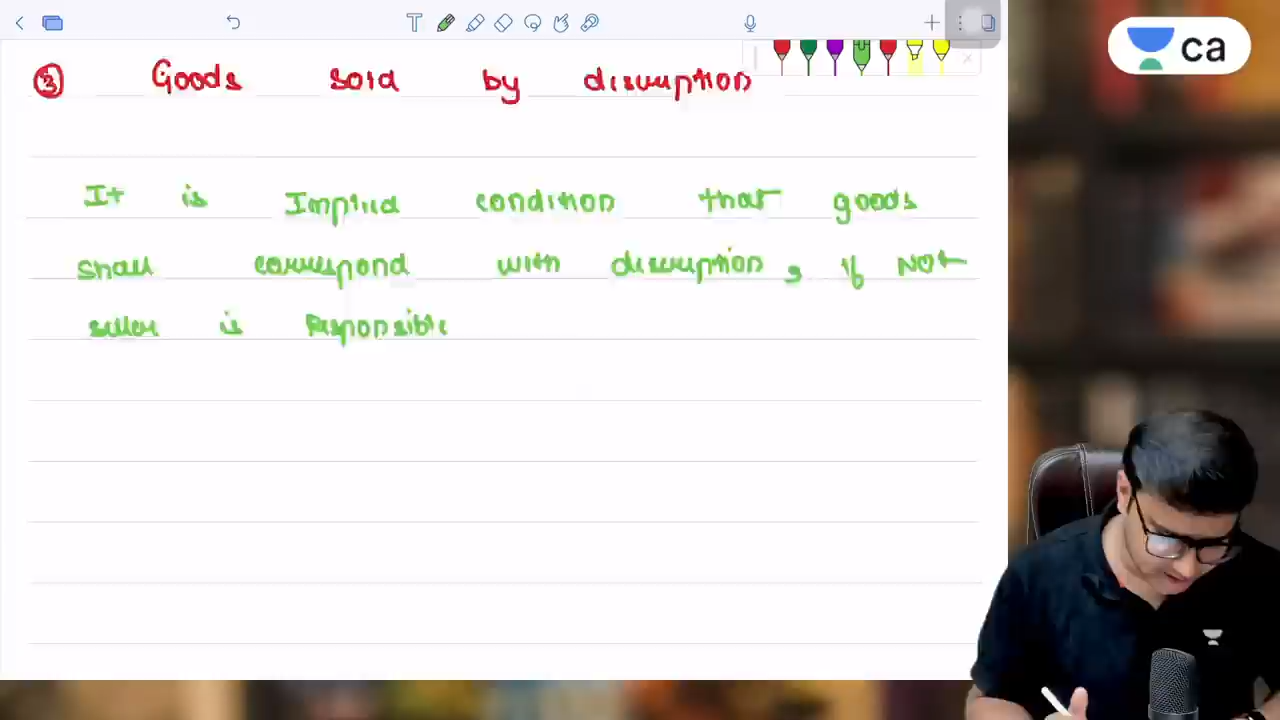 ca
③ Goods sold by discription
It is Implied condition that goods
shall correspond with discription, if Not
seller is Responsible